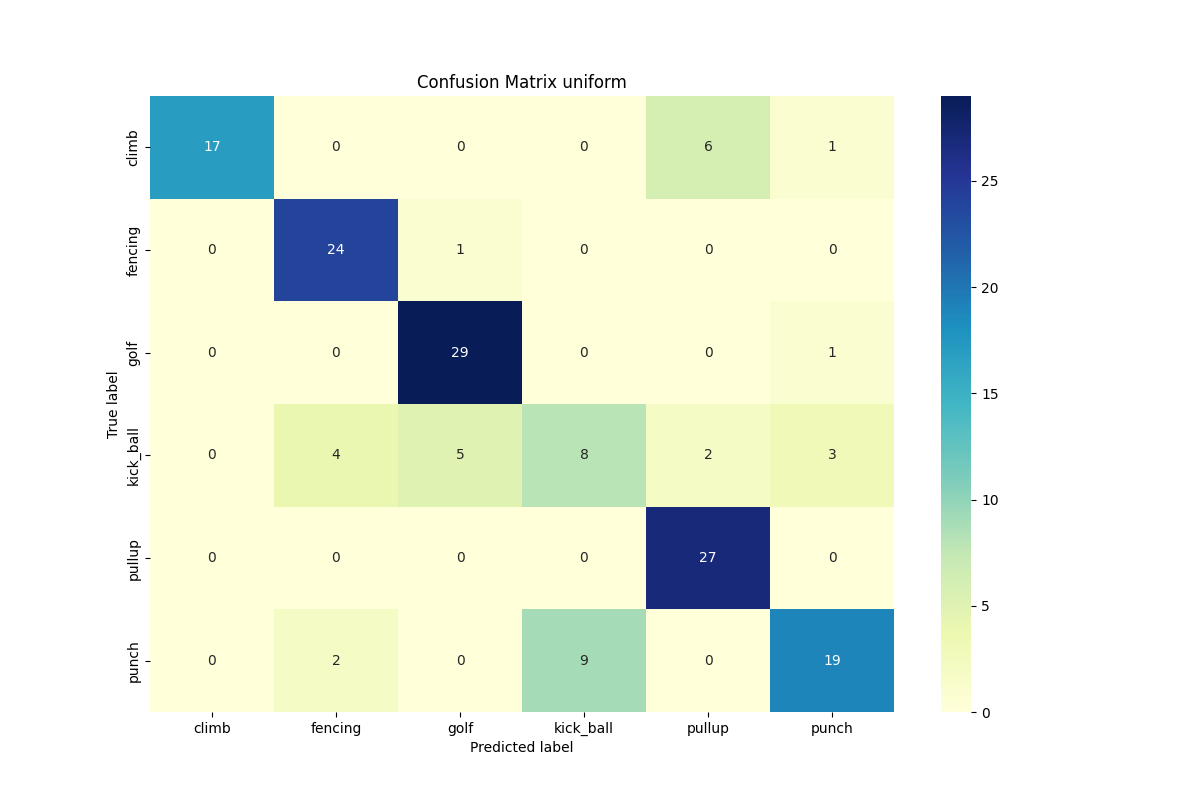 Confusion Matrix uniform
True label
climb 17 0 0 0 6 1
fencing 0 24 1 0 0 0
golf 0 0 29 0 0 1
kick_ball 0 4 5 8 2 3
pullup 0 0 0 0 27 0
punch 0 2 0 9 0 19
climb fencing golf kick_ball pullup punch
Predicted label
25
20
15
10
5
0